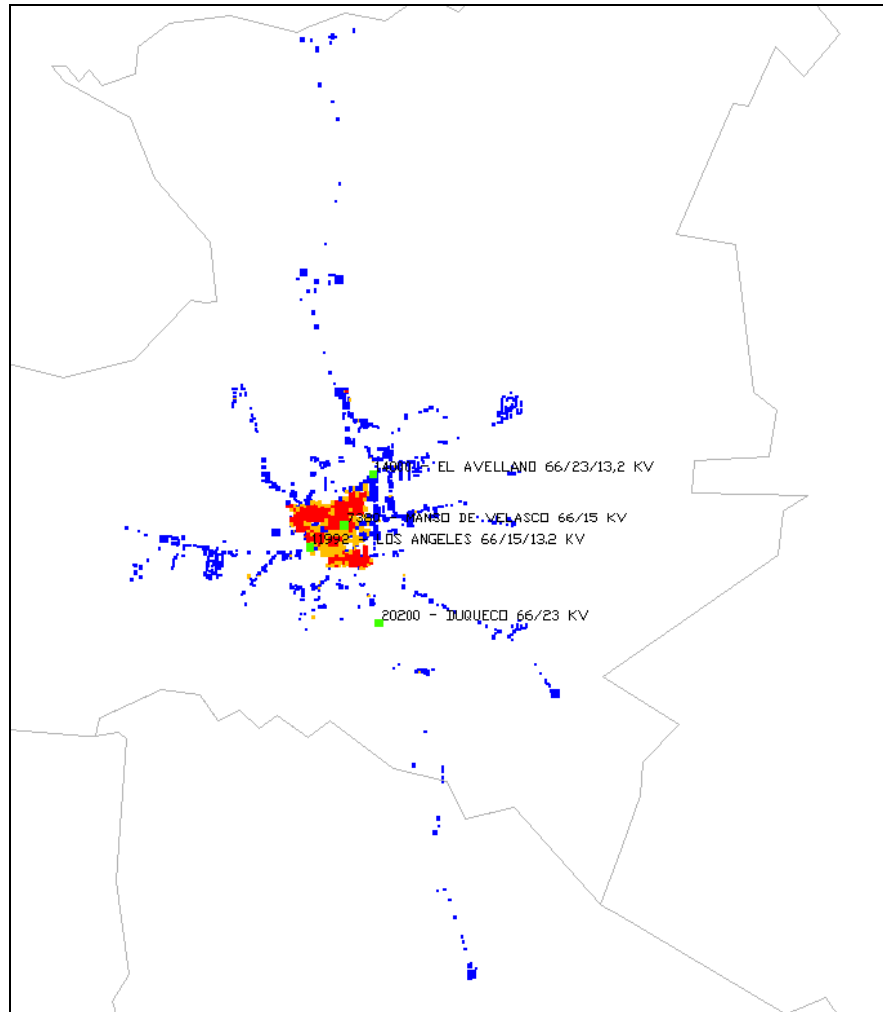 - EL AVELLANO 66/23/13,2 KV
DE VELASCO 66/15 KV
LOS ANGELES 66/15/13.2 KV
20200 - DUQUECO 66/23 KV